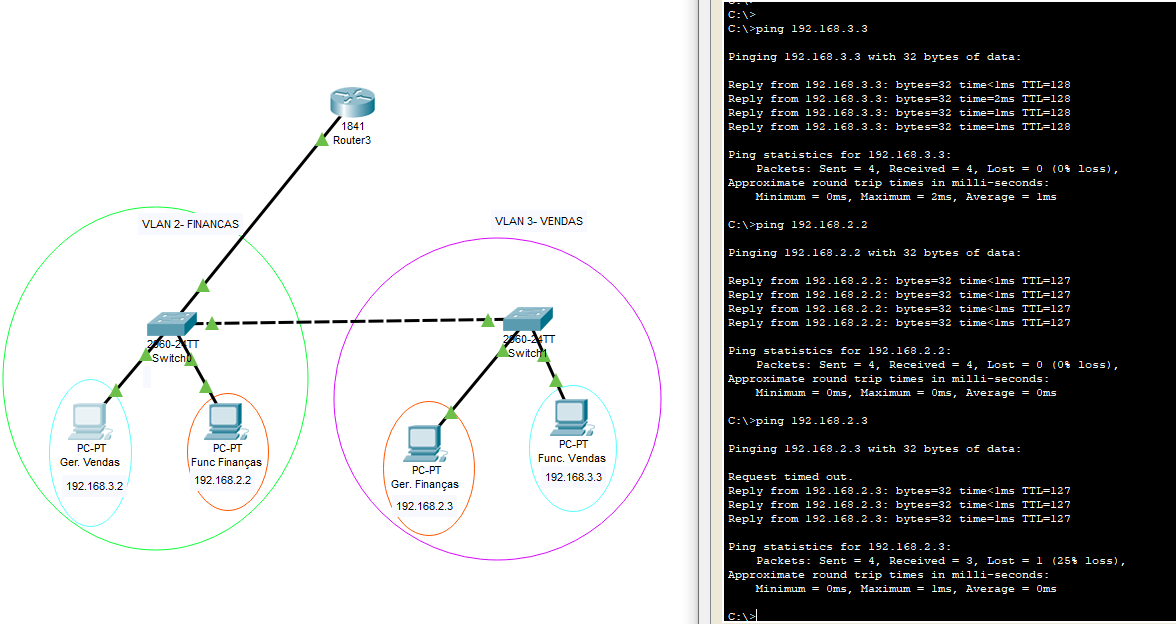 1841
Router3
VLAN 2- FINANCAS
VLAN 3- VENDAS
2960-24TT
Switch0
2960-24TT
Switch1
PC-PT
Ger. Vendas
192.168.3.2
PC-PT
Func Finanças
192.168.2.2
PC-PT
Ger. Finanças
192.168.2.3
PC-PT
Func. Vendas
192.168.3.3
C:\>
C:\>
C:\>ping 192.168.3.3
Pinging 192.168.3.3 with 32 bytes of data:
Reply from 192.168.3.3: bytes=32 time<1ms TTL=128
Reply from 192.168.3.3: bytes=32 time=2ms TTL=128
Reply from 192.168.3.3: bytes=32 time=1ms TTL=128
Reply from 192.168.3.3: bytes=32 time=1ms TTL=128
Ping statistics for 192.168.3.3:
Packets: Sent = 4, Received = 4, Lost = 0 (0% loss),
Approximate round trip times in milli-seconds:
Minimum = 0ms, Maximum = 2ms, Average = 1ms
C:\>ping 192.168.2.2
Pinging 192.168.2.2 with 32 bytes of data:
Reply from 192.168.2.2: bytes=32 time<1ms TTL=127
Reply from 192.168.2.2: bytes=32 time<1ms TTL=127
Reply from 192.168.2.2: bytes=32 time<1ms TTL=127
Reply from 192.168.2.2: bytes=32 time<1ms TTL=127
Ping statistics for 192.168.2.2:
Packets: Sent = 4, Received = 4, Lost = 0 (0% loss),
Approximate round trip times in milli-seconds:
Minimum = 0ms, Maximum = 0ms, Average = 0ms
C:\>ping 192.168.2.3
Pinging 192.168.2.3 with 32 bytes of data:
Request timed out.
Reply from 192.168.2.3: bytes=32 time<1ms TTL=127
Reply from 192.168.2.3: bytes=32 time<1ms TTL=127
Reply from 192.168.2.3: bytes=32 time=1ms TTL=127
Ping statistics for 192.168.2.3:
Packets: Sent = 4, Received = 3, Lost = 1 (25% loss),
Approximate round trip times in milli-seconds:
Minimum = 0ms, Maximum = 1ms, Average = 0ms
C:\>